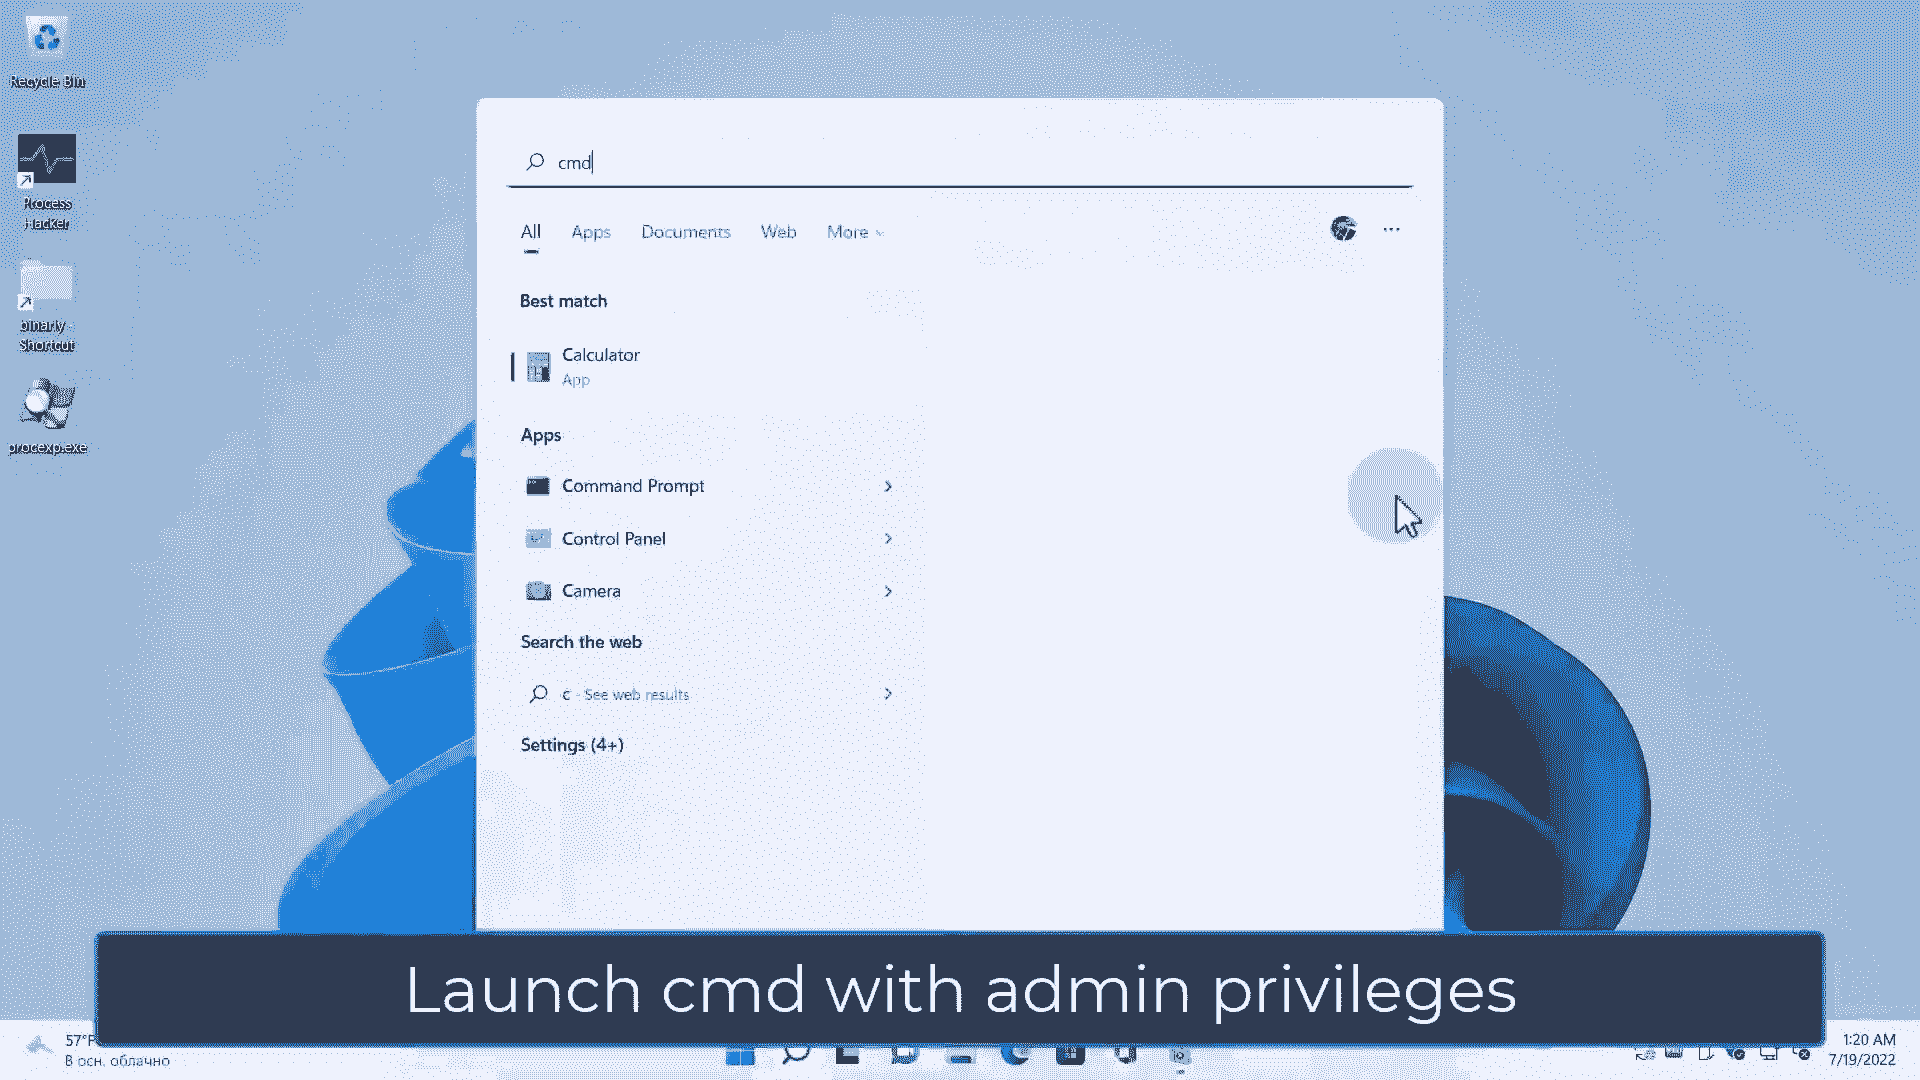 Recycle Bin
Process
Hacker
binarly -
Shortcut
procexp.exe
cmd
All Apps Documents Web More
Best match
Calculator
App
Apps
Command Prompt
Control Panel
Camera
Search the web
c - See web results
Settings (4+)
Launch cmd with admin privileges
57°F
В осн. облачно
1:20 AM
7/19/2022